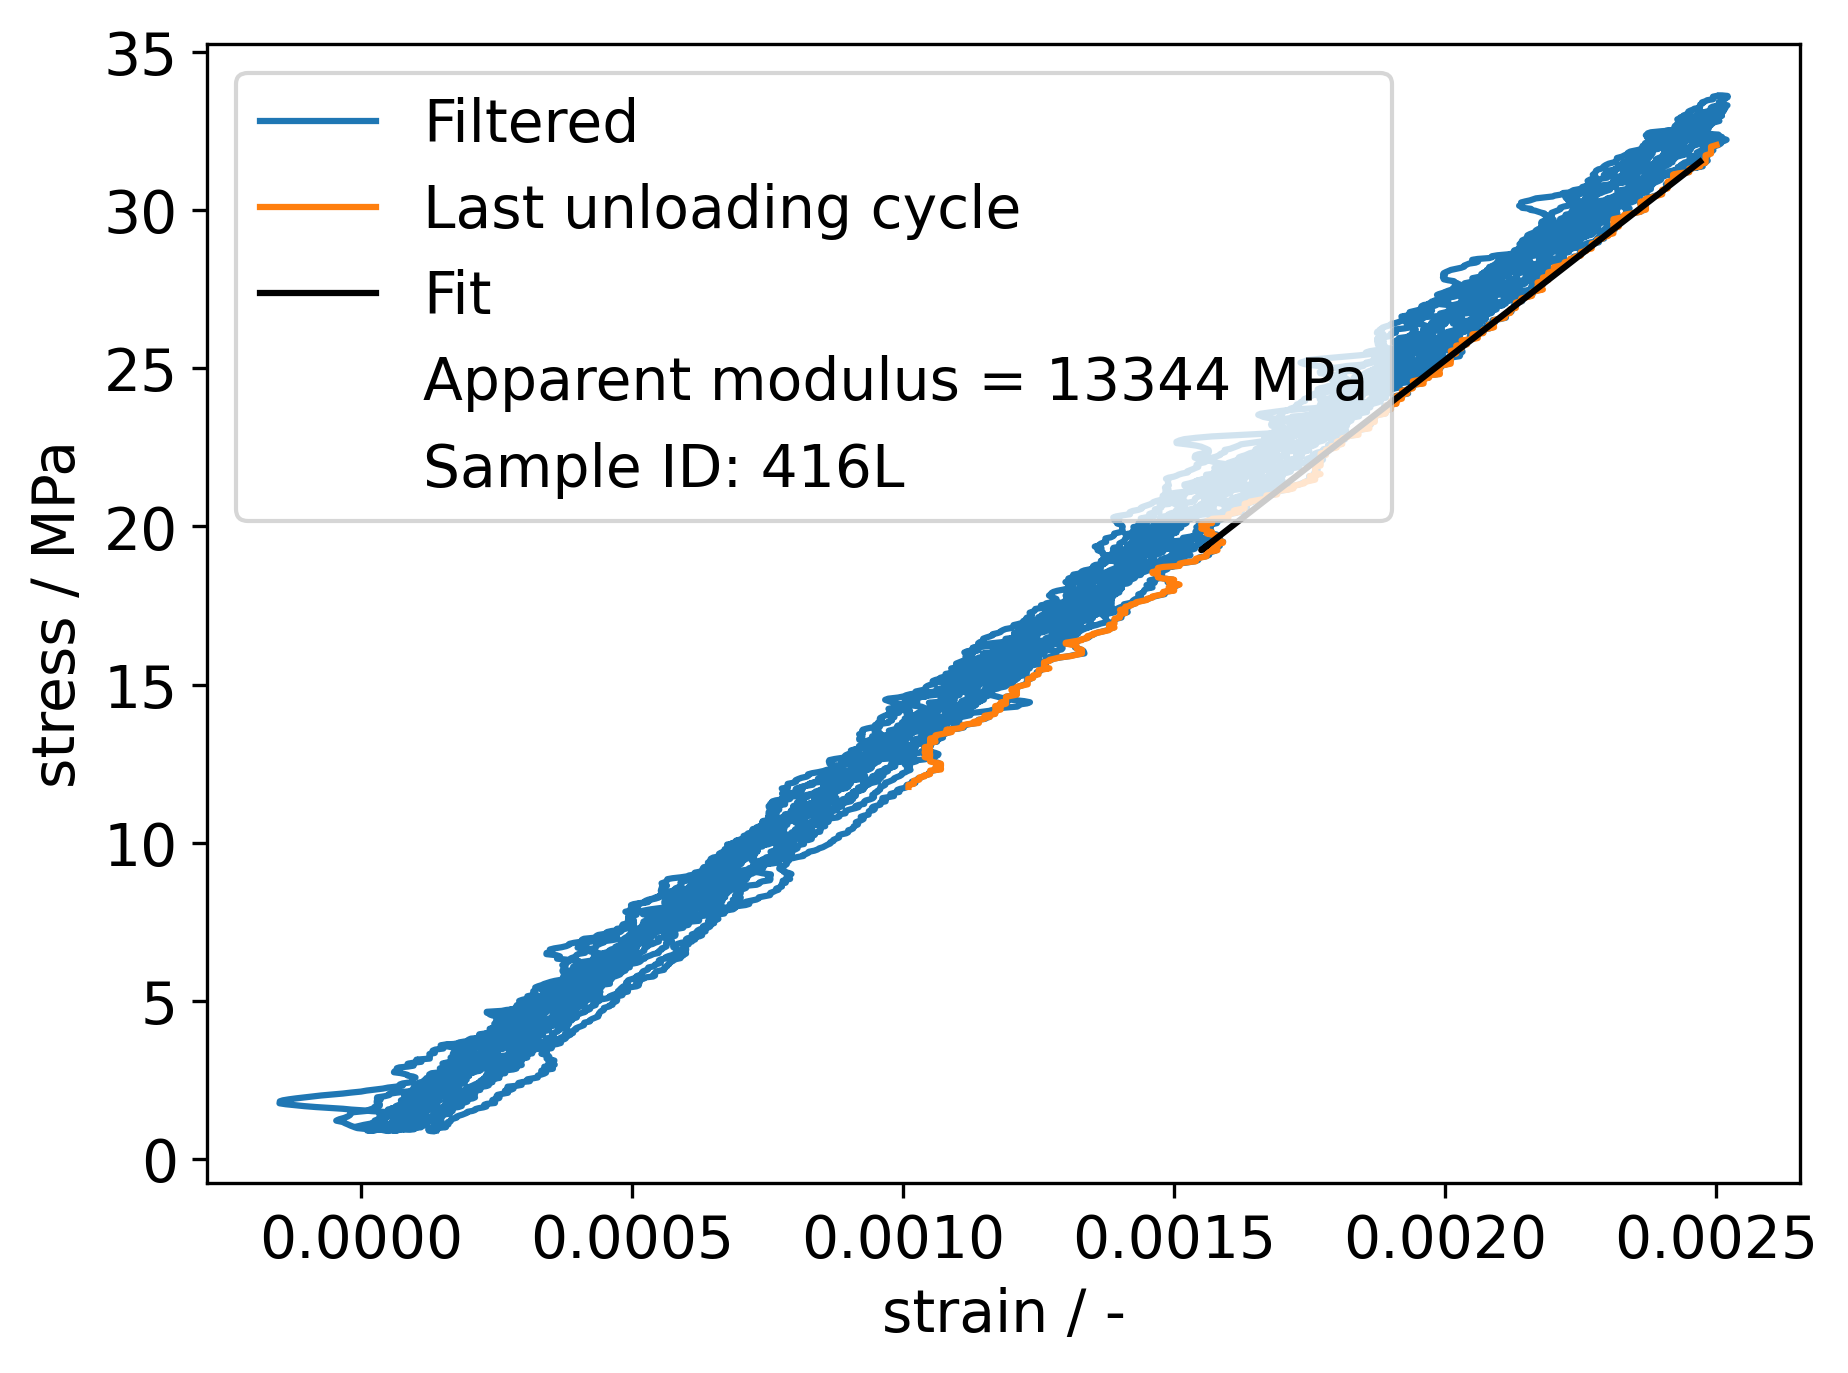 35
30
25
20
15
10
5
0
stress / MPa
Filtered
Last unloading cycle
Fit
Apparent modulus = 13344 MPa
Sample ID: 416L
0.0000 0.0005 0.0010 0.0015 0.0020 0.0025
strain / -